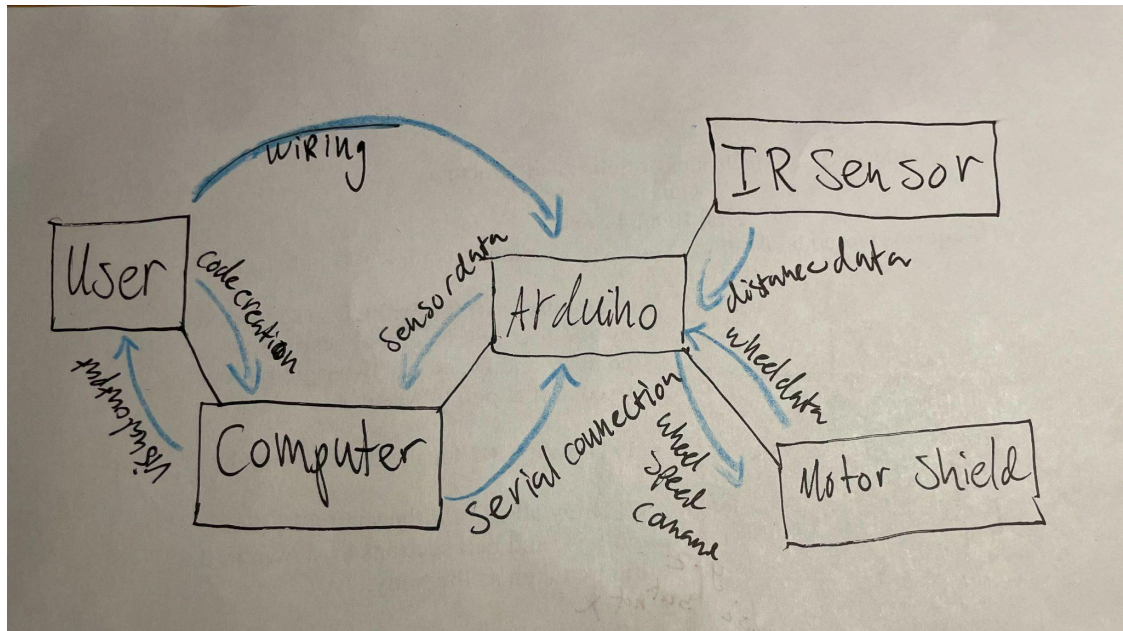 wiring
IR Sensor
User
code creation
sensor data
Arduino
distance data
wheel data
visual output
Computer
serial connection
wheel
speed
Motor Shield